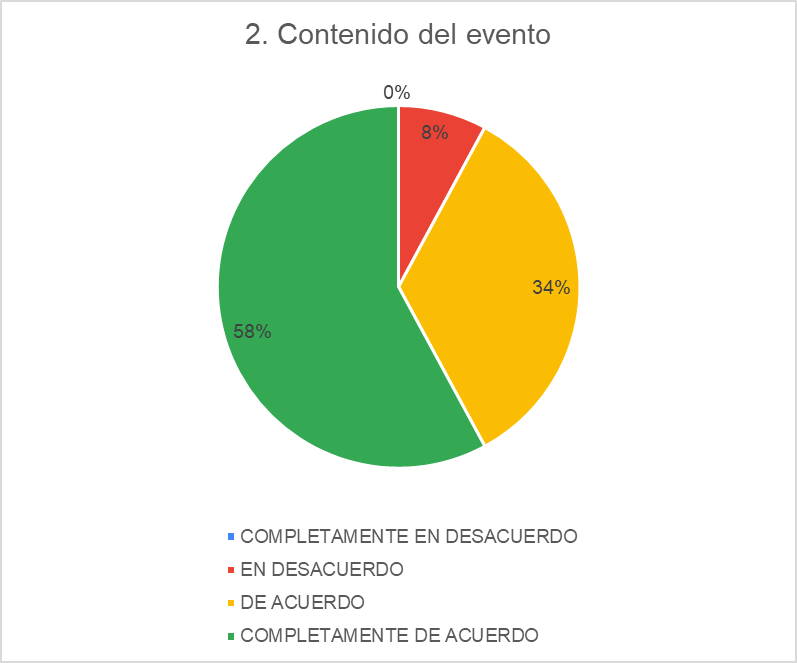 2. Contenido del evento
0%
8%
34%
58%
COMPLETAMENTE EN DESACUERDO
EN DESACUERDO
DE ACUERDO
COMPLETAMENTE DE ACUERDO